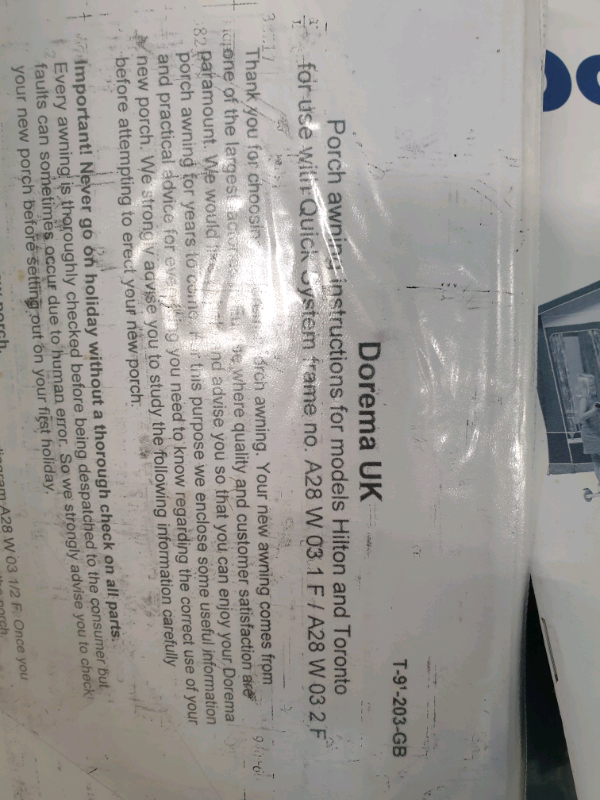 T-91-203-GB
Dorema UK
Porch awning instructions for models Hilton and Toronto
for use with Quick System frame no. A28 W 03 1 F / A28 W 03 2 F
Thank you for choosing porch awning. Your new awning comes from
one of the largest where quality and customer satisfaction are
paramount. We would and advise you so that you can enjoy your Dorema
porch awning for years to come. For this purpose we enclose some useful information
and practical advice for everything you need to know regarding the correct use of your
new porch. We strongly advise you to study the following information carefully
before attempting to erect your new porch.
Important! Never go on holiday without a thorough check on all parts.
Every awning is thoroughly checked before being despatched to the consumer but
faults can sometimes occur due to human error. So we strongly advise you to check
your new porch before setting out on your first holiday.
A28 W 03 1/2 F. Once you
porch.
the porch